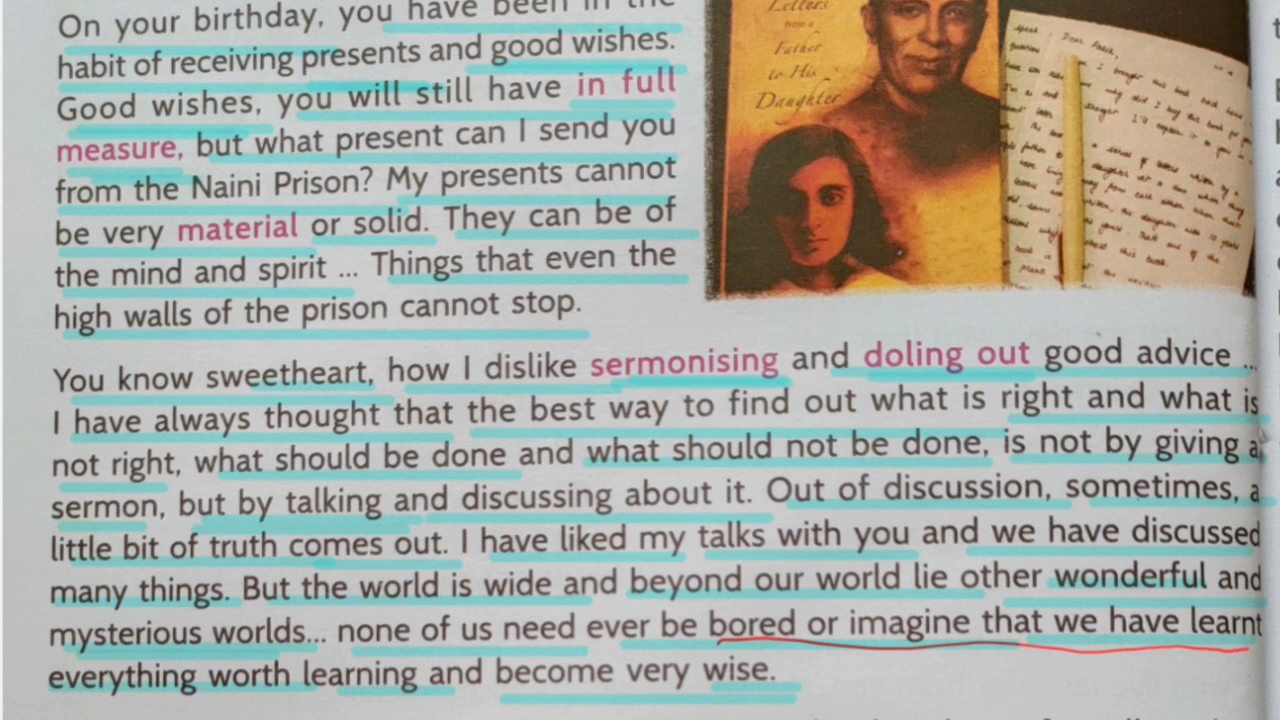 On your birthday, you have been in the
habit of receiving presents and good wishes.
Good wishes, you will still have in full
measure, but what present can I send you
from the Naini Prison? My presents cannot
be very material or solid. They can be of
the mind and spirit ... Things that even the
high walls of the prison cannot stop.
Letters
from a
Father
to His
Daughter
You know sweetheart, how I dislike sermonising and doling out good advice ...
I have always thought that the best way to find out what is right and what is
not right, what should be done and what should not be done, is not by giving a
sermon, but by talking and discussing about it. Out of discussion, sometimes, a
little bit of truth comes out. I have liked my talks with you and we have discussed
many things. But the world is wide and beyond our world lie other wonderful and
mysterious worlds... none of us need ever be bored or imagine that we have learnt
everything worth learning and become very wise.